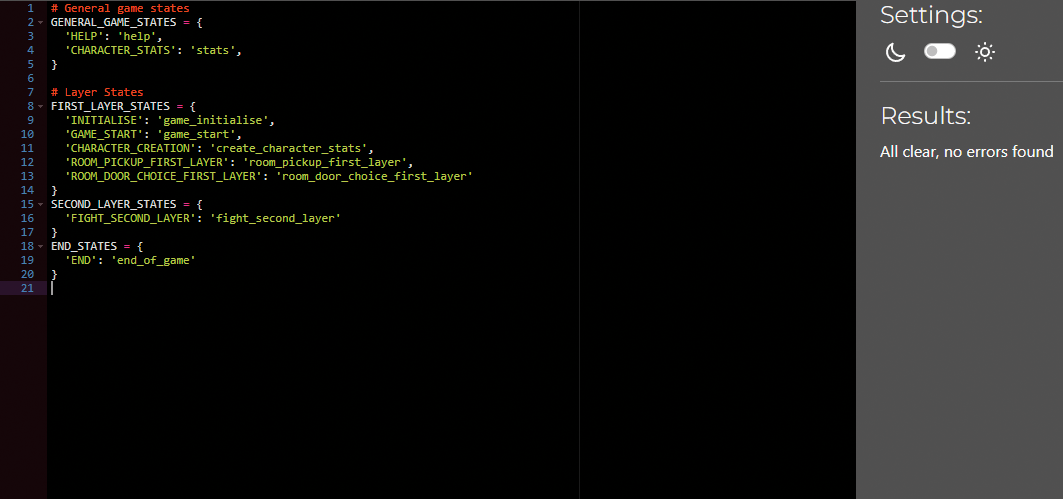 1 # General game states
2 GENERAL_GAME_STATES = {
3   'HELP': 'help',
4   'CHARACTER_STATS': 'stats',
5 }
6
7 # Layer States
8 FIRST_LAYER_STATES = {
9   'INITIALISE': 'game_initialise',
10   'GAME_START': 'game_start',
11   'CHARACTER_CREATION': 'create_character_stats',
12   'ROOM_PICKUP_FIRST_LAYER': 'room_pickup_first_layer',
13   'ROOM_DOOR_CHOICE_FIRST_LAYER': 'room_door_choice_first_layer'
14 }
15 SECOND_LAYER_STATES = {
16   'FIGHT_SECOND_LAYER': 'fight_second_layer'
17 }
18 END_STATES = {
19   'END': 'end_of_game'
20 }
21
Settings:
Results:
All clear, no errors found